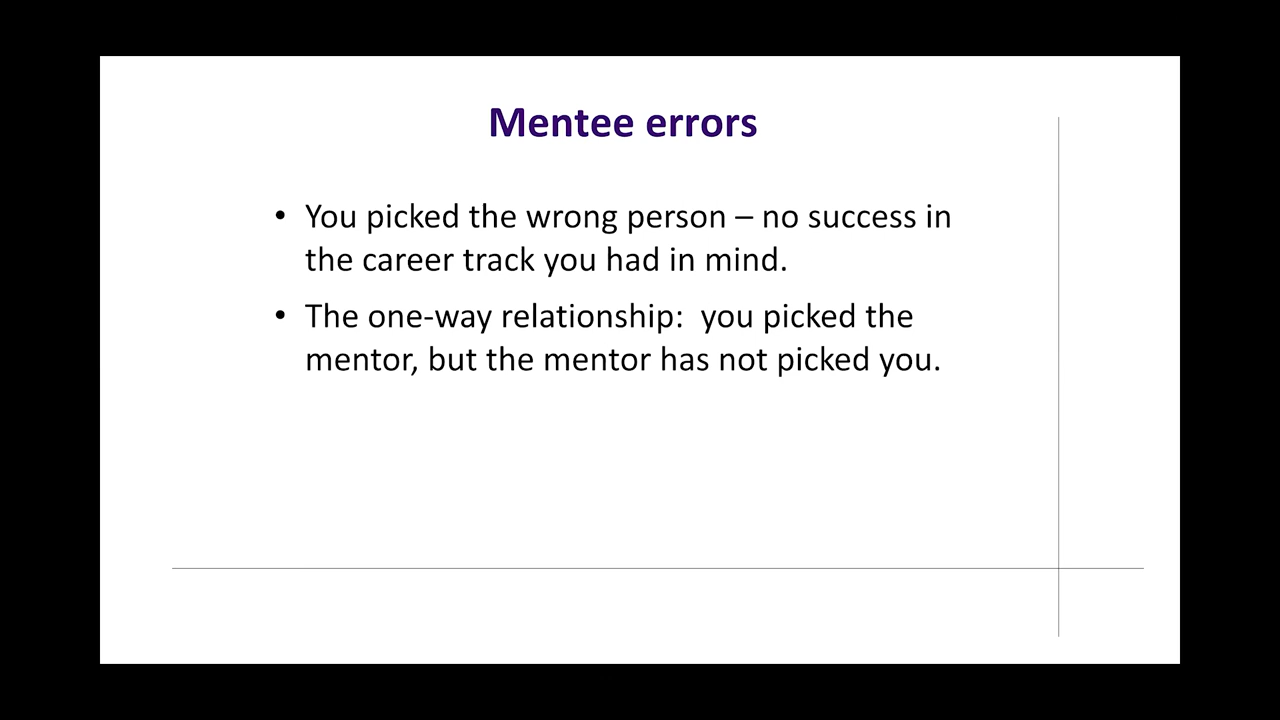 Mentee errors
• You picked the wrong person – no success in
the career track you had in mind.
• The one-way relationship:  you picked the
mentor, but the mentor has not picked you.